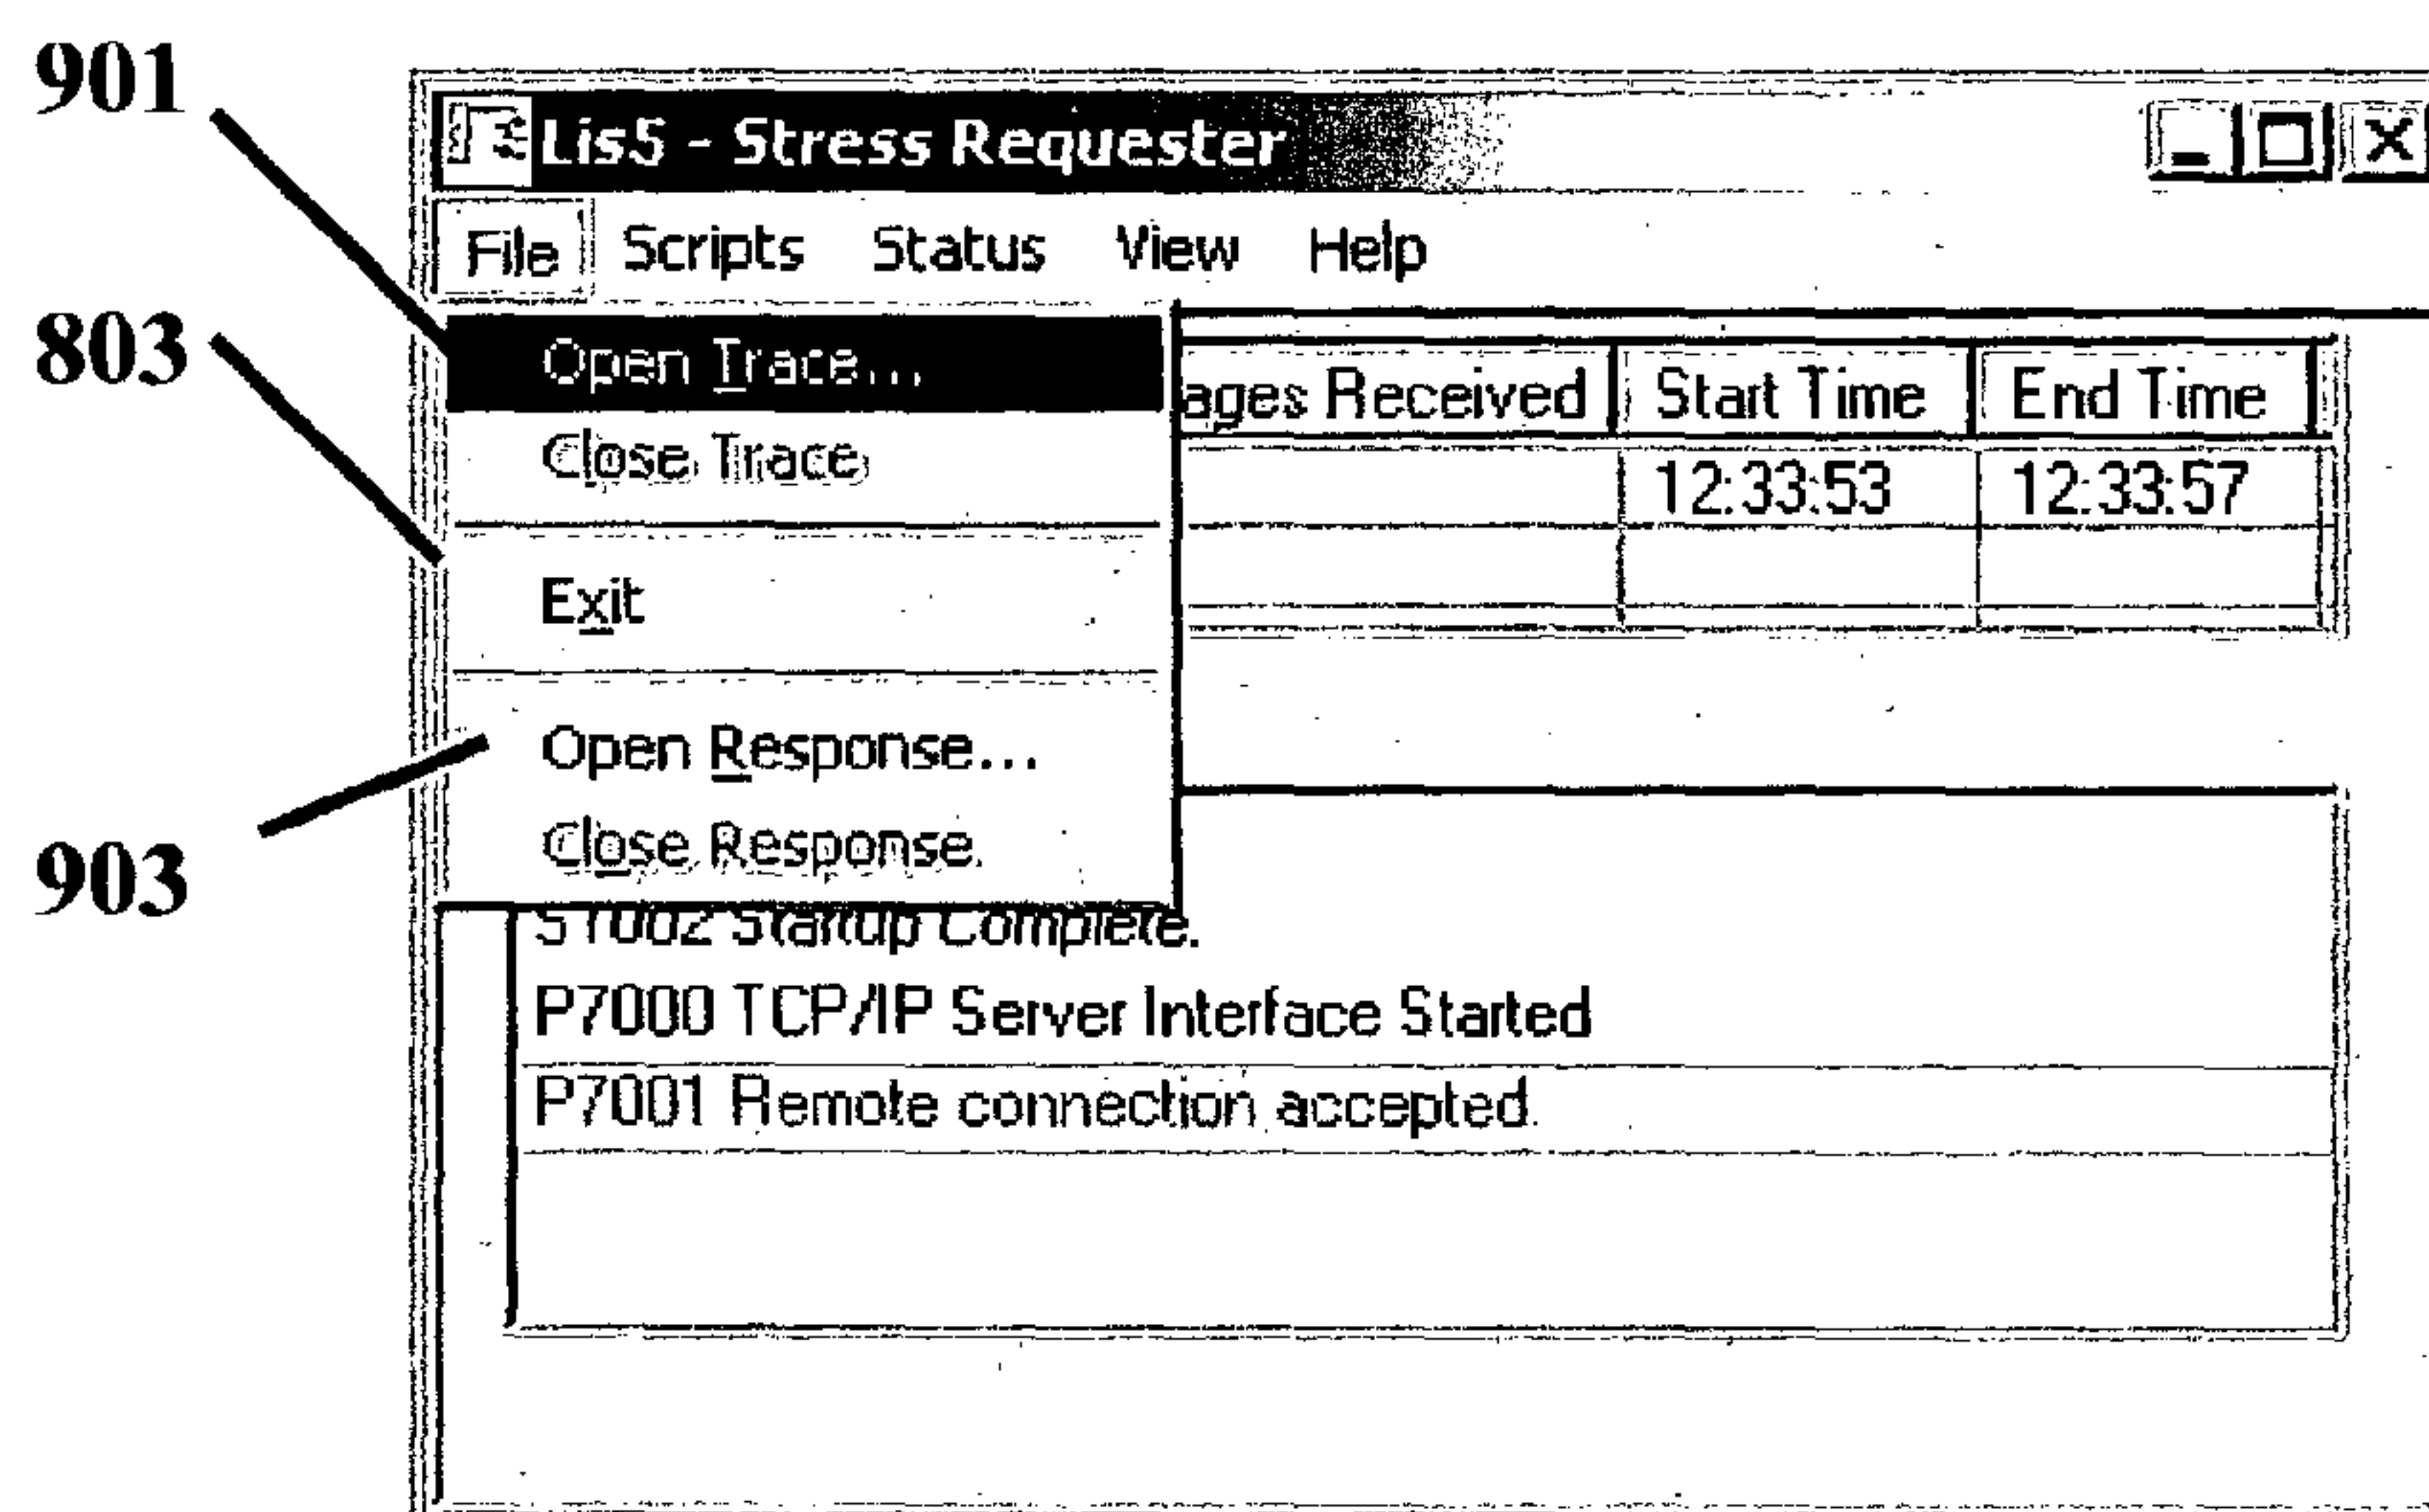 901
Lis5 - Stress Requester
File Scripts Status View Help
803
Open Trace...
ages Received Start Time End Time
Close Trace
12:33:53 12:33:57
Exit
Open Response...
903
Close Response
Startup Complete.
P7000 TCP/IP Server Interface Started
P7001 Remote connection accepted.